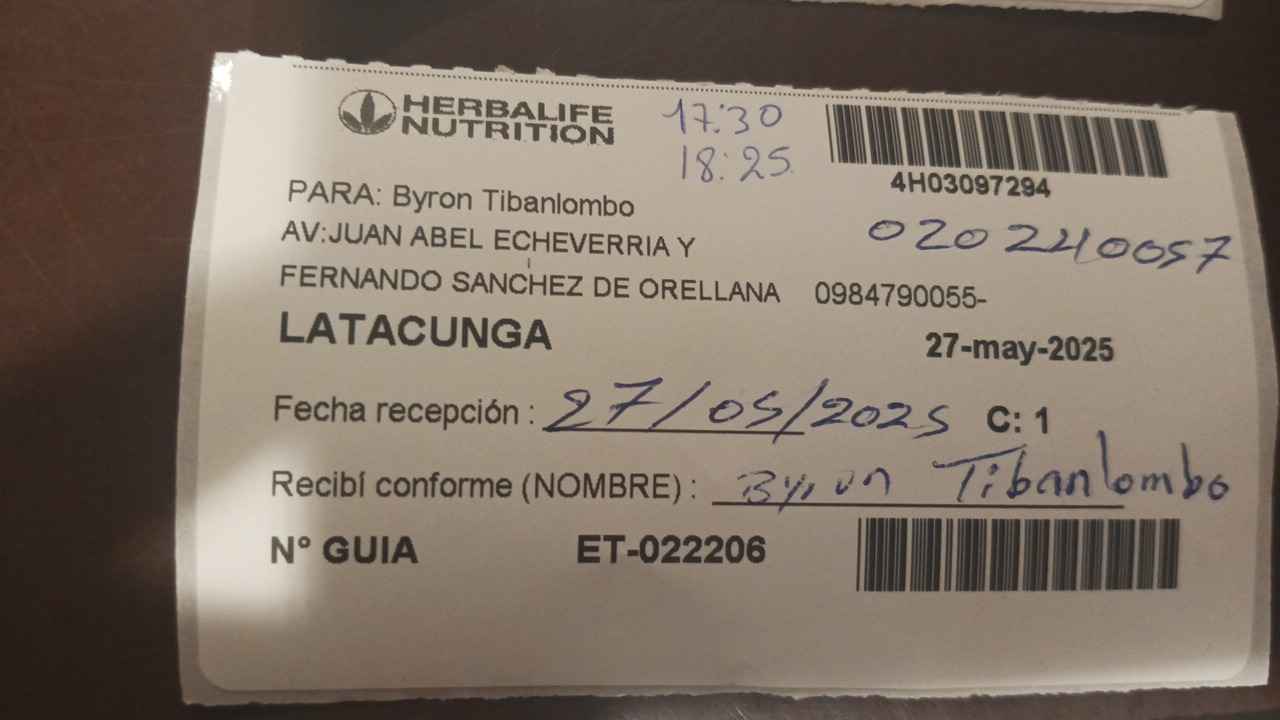 HERBALIFE
NUTRITION
17:30
18:25
4H03097294
PARA: Byron Tibanlombo
0202240057
AV:JUAN ABEL ECHEVERRIA Y
FERNANDO SANCHEZ DE ORELLANA 0984790055-
LATACUNGA 27-may-2025
Fecha recepción : 27/05/2025 C: 1
Recibí conforme (NOMBRE) : Byron Tibanlombo
N° GUIA ET-022206